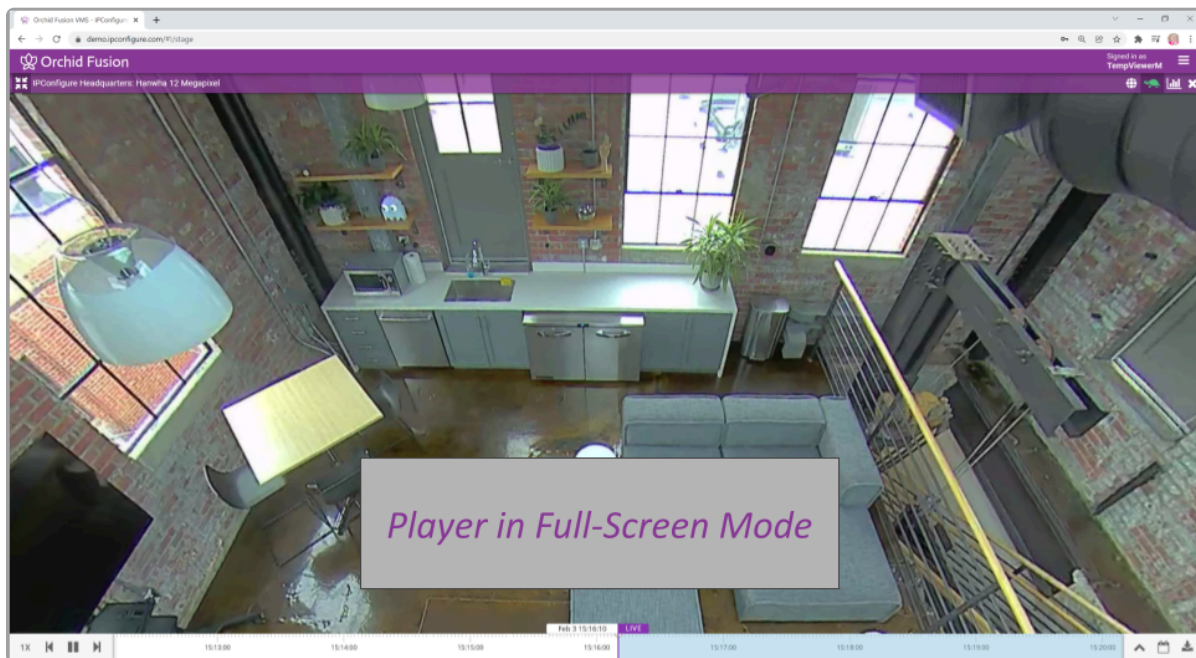 Orchid Fusion VMS - IPConfigur
demo.ipconfigure.com/#!/stage
Orchid Fusion
Signed in as
TempViewerM
IPConfigure Headquarters: Hanwha 12 Megapixel
Player in Full-Screen Mode
Feb 3 15:16:10 LIVE
1X 15:13:00 15:14:00 15:15:00 15:16:00 15:17:00 15:18:00 15:19:00 15:20:00